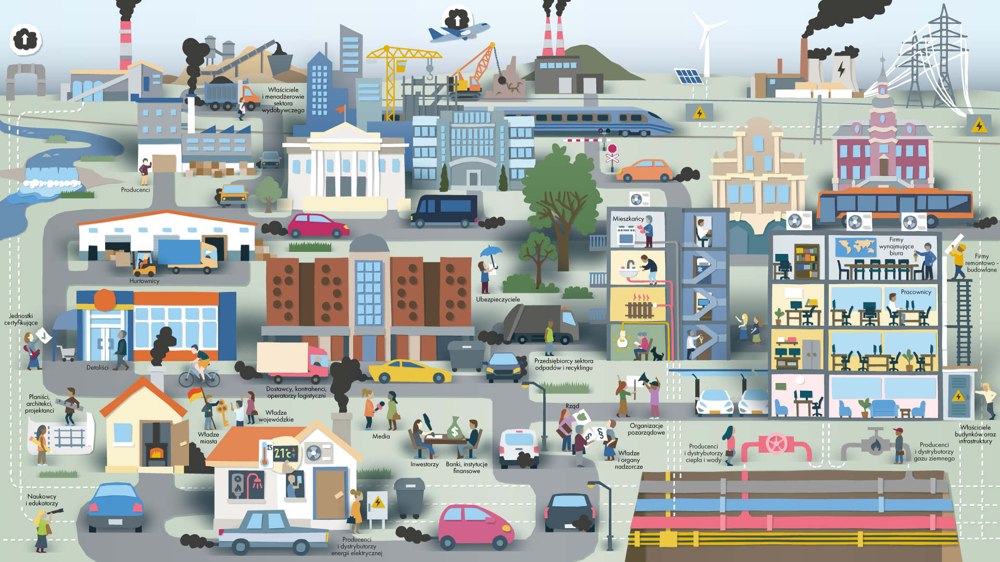 Właściciele
i menadżerowie
sektora
wydobywczego
Producenci
Mieszkańcy
Firmy
wynajmujące
biura
Firmy
remontowo -
budowlane
Hurtownicy
Pracownicy
Ubezpieczyciele
Jednostki
certyfikujące
Detaliści
Przedsiębiorcy sektora
odpadów i recyklingu
Dostawcy, kontrahenci,
operatorzy logistyczni
Planiści,
architekci,
projektanci
Władze
wojewódzkie
Władze
miasta
Media
Rząd
Organizacje
pozarządowe
Właściciele
budynków oraz
infrastruktury
Producenci
i dystrybutorzy
ciepła i wody
Producenci
i dystrybutorzy
gazu ziemnego
25
21°c
$
§
§
Inwestorzy
Banki, instytucje
finansowe
Władze
i organy
nadzorcze
Naukowcy
i edukatorzy
Producenci
i dystrybutorzy
energii elektrycznej